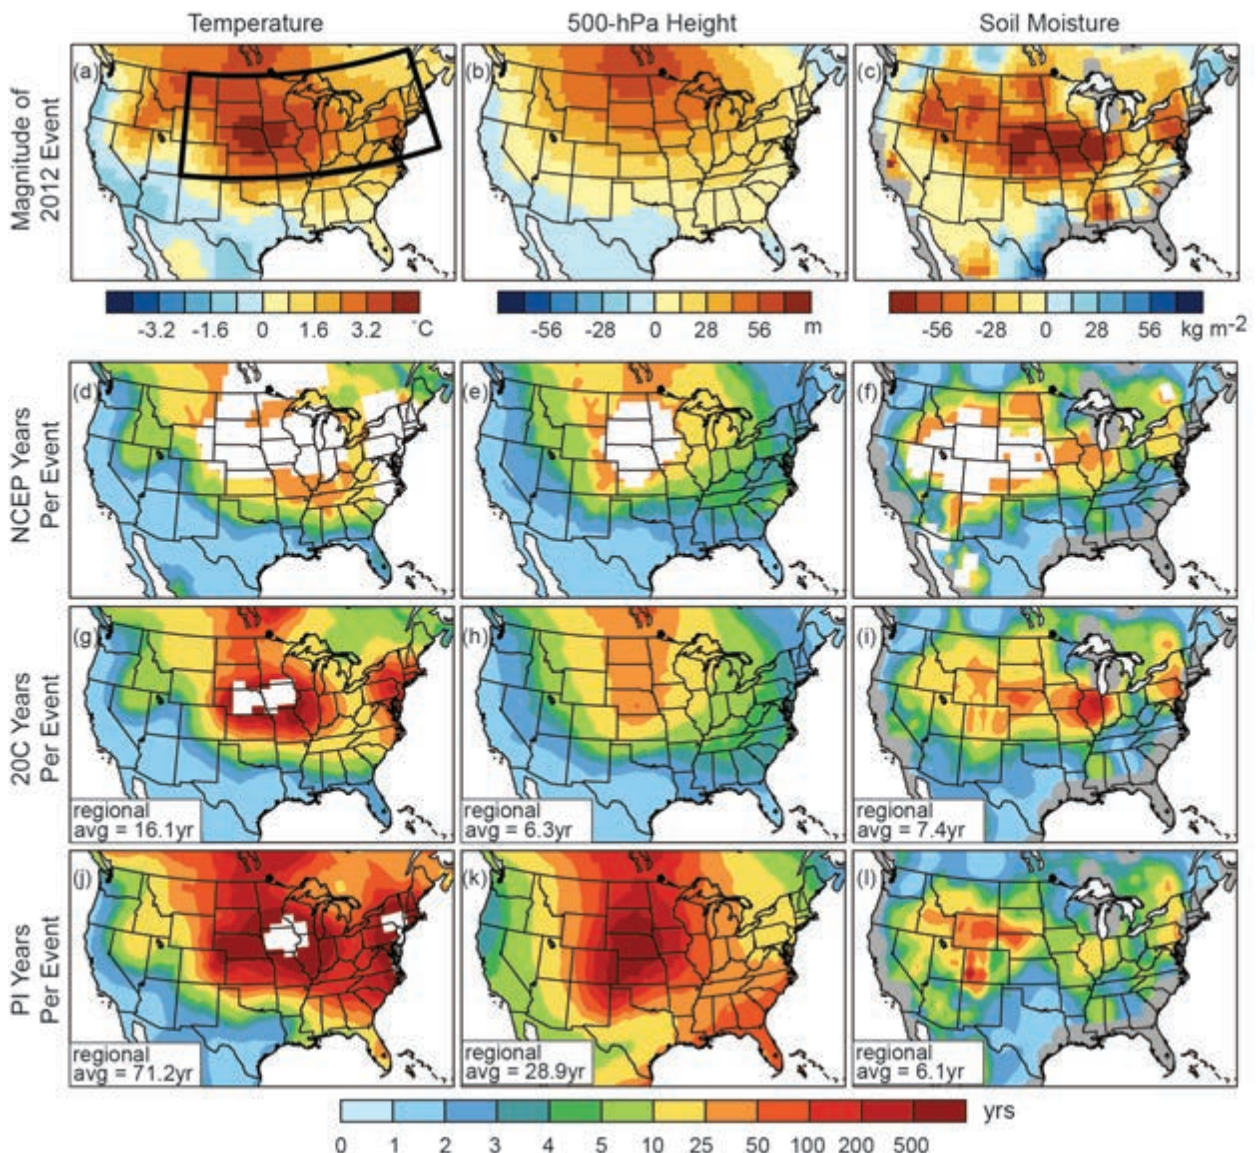 Temperature
500-hPa Height
Soil Moisture
Magnitude of
2012 Event
(a)
(b)
(c)
-3.2 -1.6 0 1.6 3.2 °C
-56 -28 0 28 56 m
-56 -28 0 28 56 kg m-2
NCEP Years
Per Event
(d)
(e)
(f)
20C Years
Per Event
(g)
(h)
(i)
regional
avg = 16.1yr
regional
avg = 6.3yr
regional
avg = 7.4yr
PI Years
Per Event
(j)
(k)
(l)
regional
avg = 71.2yr
regional
avg = 28.9yr
regional
avg = 6.1yr
yrs
0 1 2 3 4 5 10 25 50 100 200 500